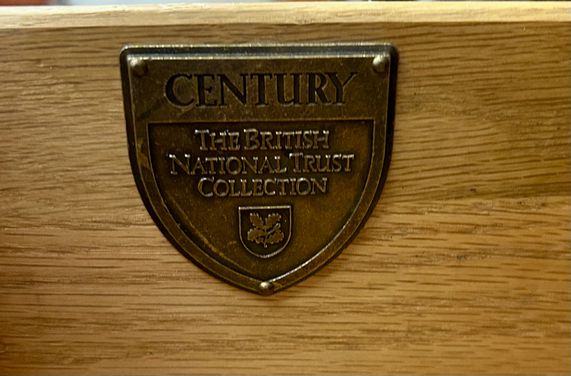 CENTURY
THE BRITISH
NATIONAL TRUST
COLLECTION